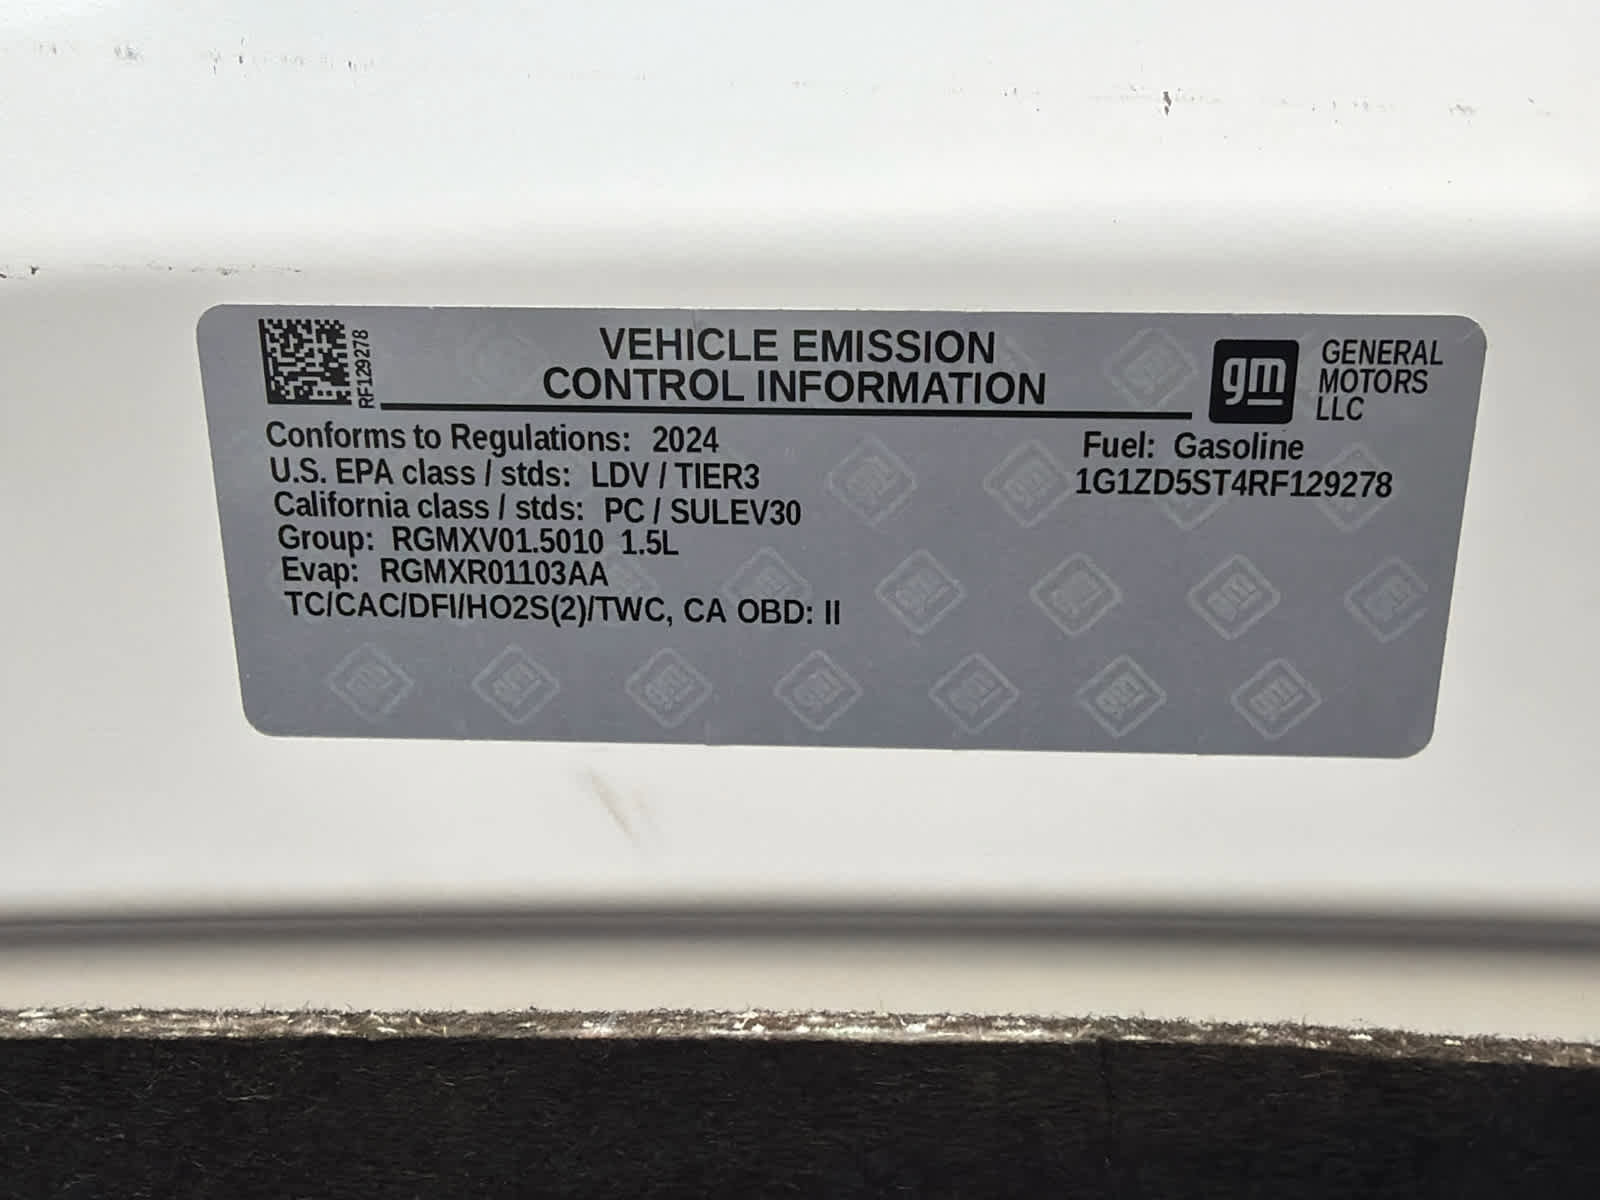 RF129278
VEHICLE EMISSION
CONTROL INFORMATION
gm
GENERAL
MOTORS
LLC
Conforms to Regulations: 2024
U.S. EPA class / stds: LDV / TIER3
California class / stds: PC / SULEV30
Group: RGMXV01.5010 1.5L
Evap: RGMXR01103AA
TC/CAC/DFI/HO2S(2)/TWC, CA OBD: II
Fuel: Gasoline
1G1ZD5ST4RF129278